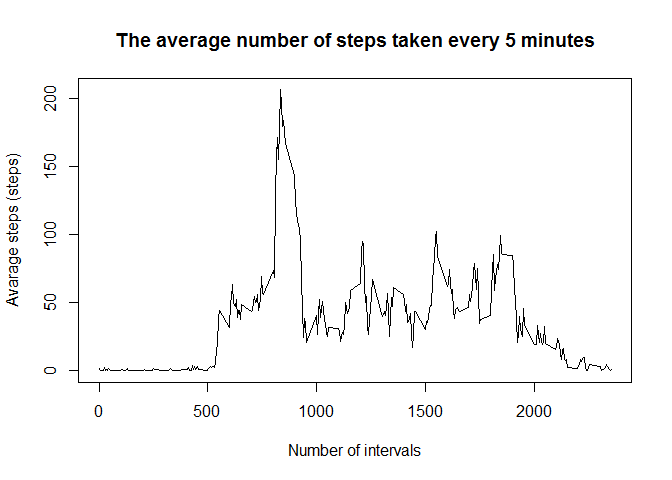 The average number of steps taken every 5 minutes
Avarage steps (steps)
200
150
100
50
0
0 500 1000 1500 2000
Number of intervals